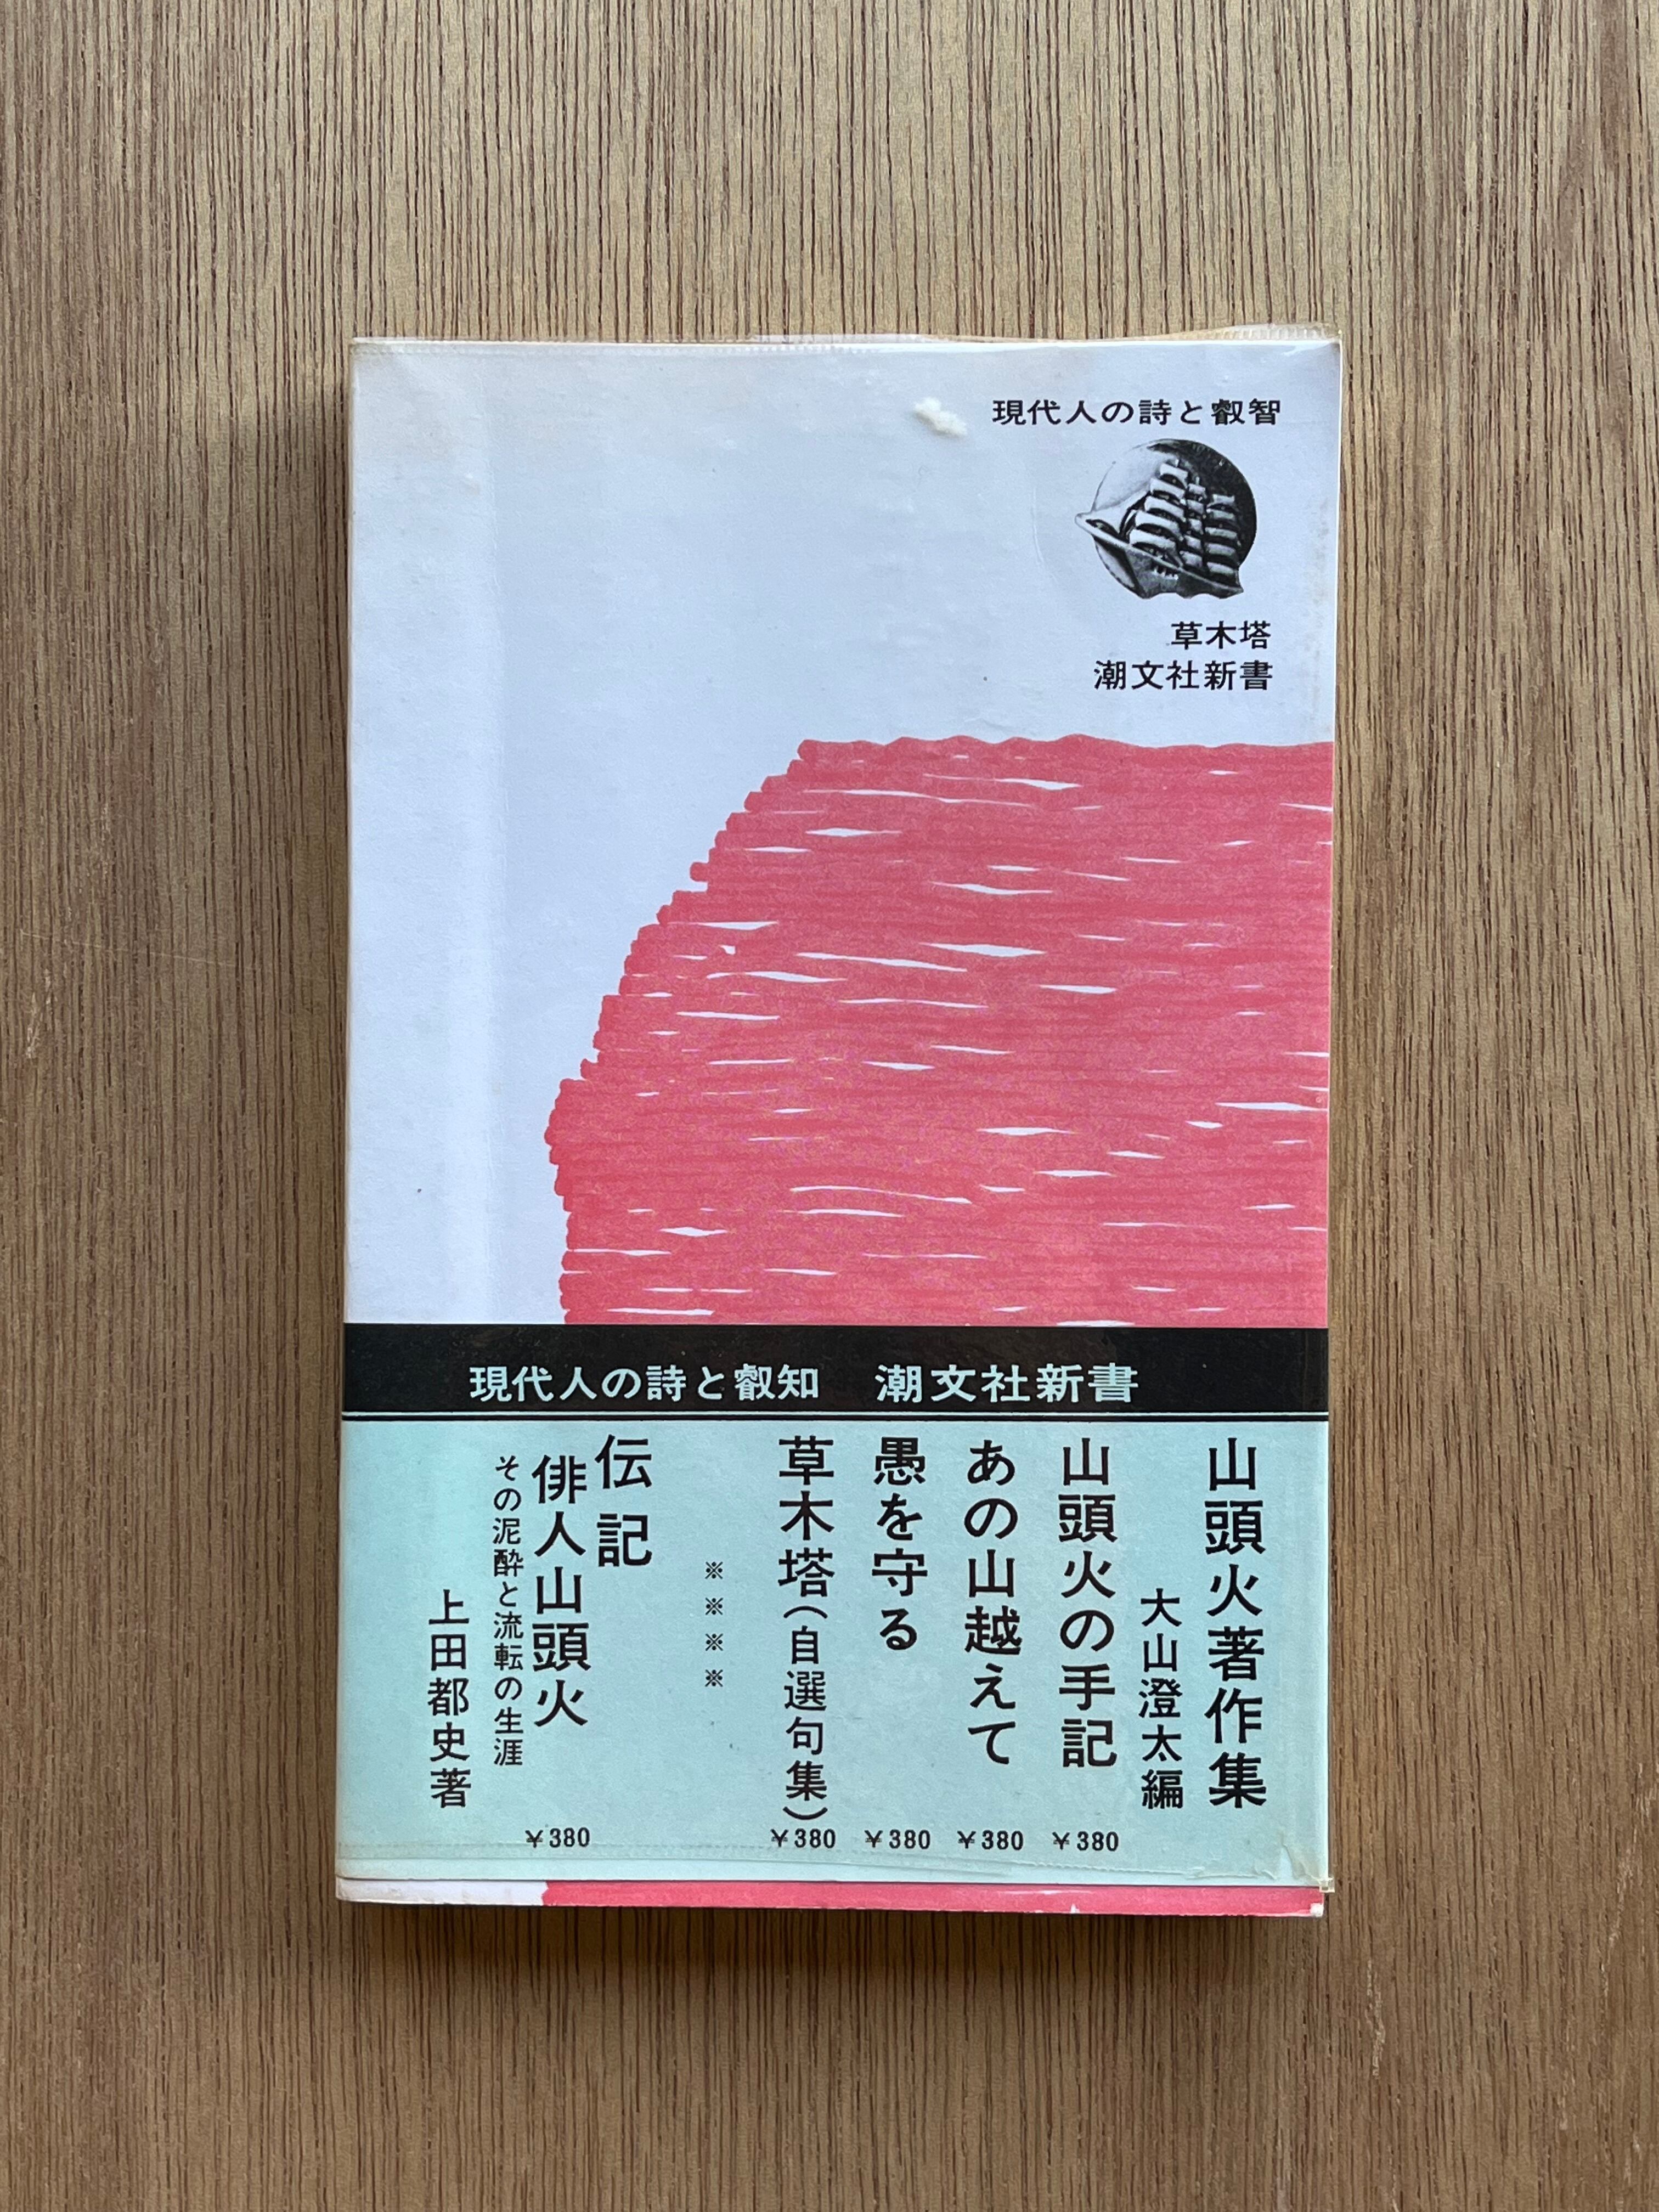 現代人の詩と叡智
草木塔
潮文社新書
現代人の詩と叡知　潮文社新書
山頭火著作集
大山澄太編
山頭火の手記
¥380
あの山越えて
¥380
愚を守る
¥380
草木塔（自選句集）
¥380
※※※※
伝記
俳人山頭火
¥380
その泥酔と流転の生涯
上田都史著